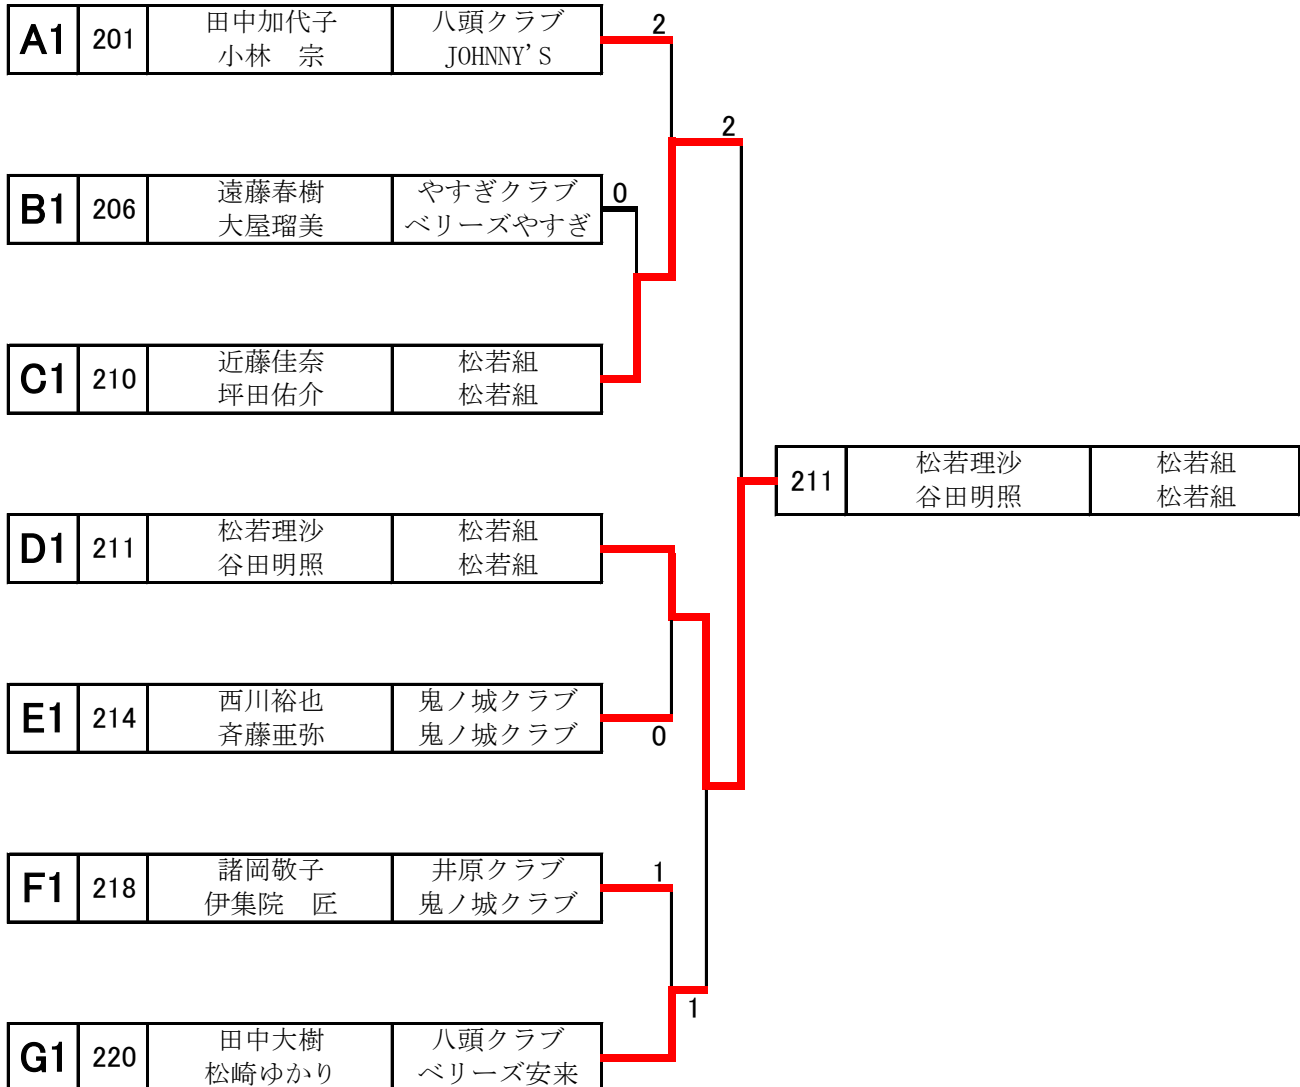 A1 201 田中加代子 八頭クラブ 2
小林　宗 JOHNNY'S
2
B1 206 遠藤春樹 やすぎクラブ 0
大屋瑠美 ベリーズやすぎ
C1 210 近藤佳奈 松若組
坪田佑介 松若組
211 松若理沙 松若組
谷田明照 松若組
D1 211 松若理沙 松若組
谷田明照 松若組
E1 214 西川裕也 鬼ノ城クラブ
斉藤亜弥 鬼ノ城クラブ 0
F1 218 諸岡敬子 井原クラブ 1
伊集院　匠 鬼ノ城クラブ
1
G1 220 田中大樹 八頭クラブ
松崎ゆかり ベリーズ安来